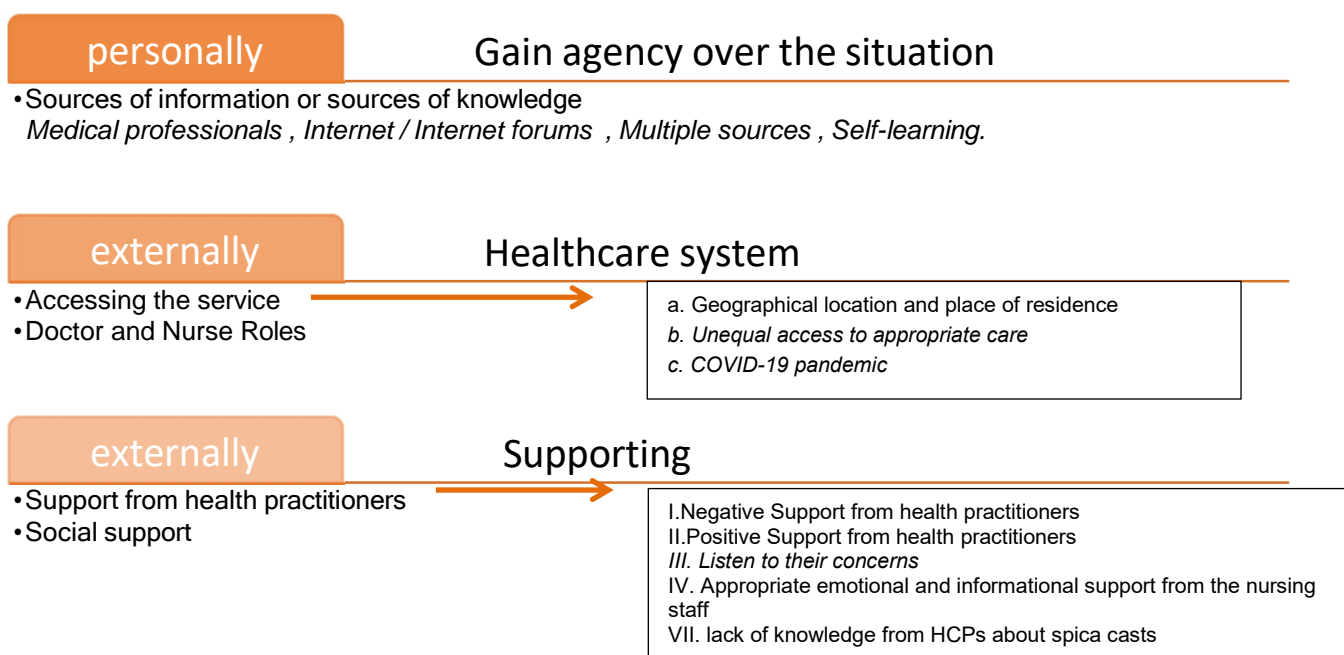 personally
Gain agency over the situation
•Sources of information or sources of knowledge
Medical professionals , Internet / Internet forums , Multiple sources , Self-learning.
externally
Healthcare system
•Accessing the service
•Doctor and Nurse Roles
a. Geographical location and place of residence
b. Unequal access to appropriate care
c. COVID-19 pandemic
externally
Supporting
•Support from health practitioners
•Social support
I.Negative Support from health practitioners
II.Positive Support from health practitioners
III. Listen to their concerns
IV. Appropriate emotional and informational support from the nursing
staff
VII. lack of knowledge from HCPs about spica casts